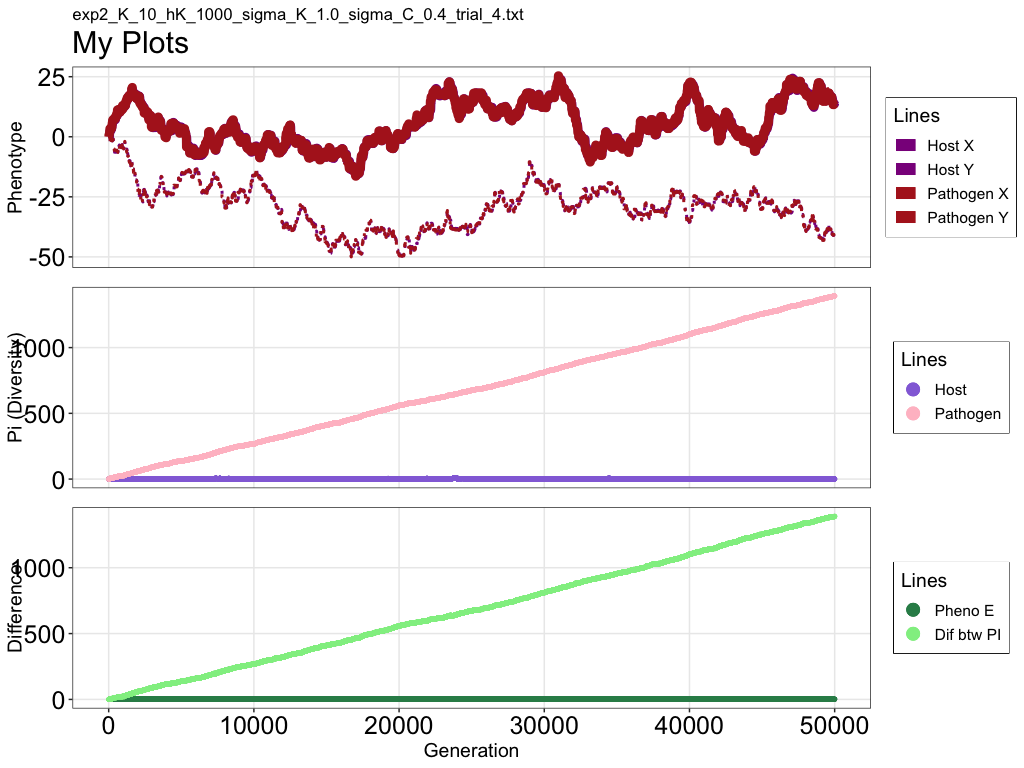 exp2_K_10_hK_1000_sigma_K_1.0_sigma_C_0.4_trial_4.txt
My Plots
Phenotype
25
0
-25
-50
Lines
Host X
Host Y
Pathogen X
Pathogen Y
Pi (Diversity)
1000
500
0
Lines
Host
Pathogen
Difference
1000
500
0
Lines
Pheno E
Dif btw PI
0 10000 20000 30000 40000 50000
Generation